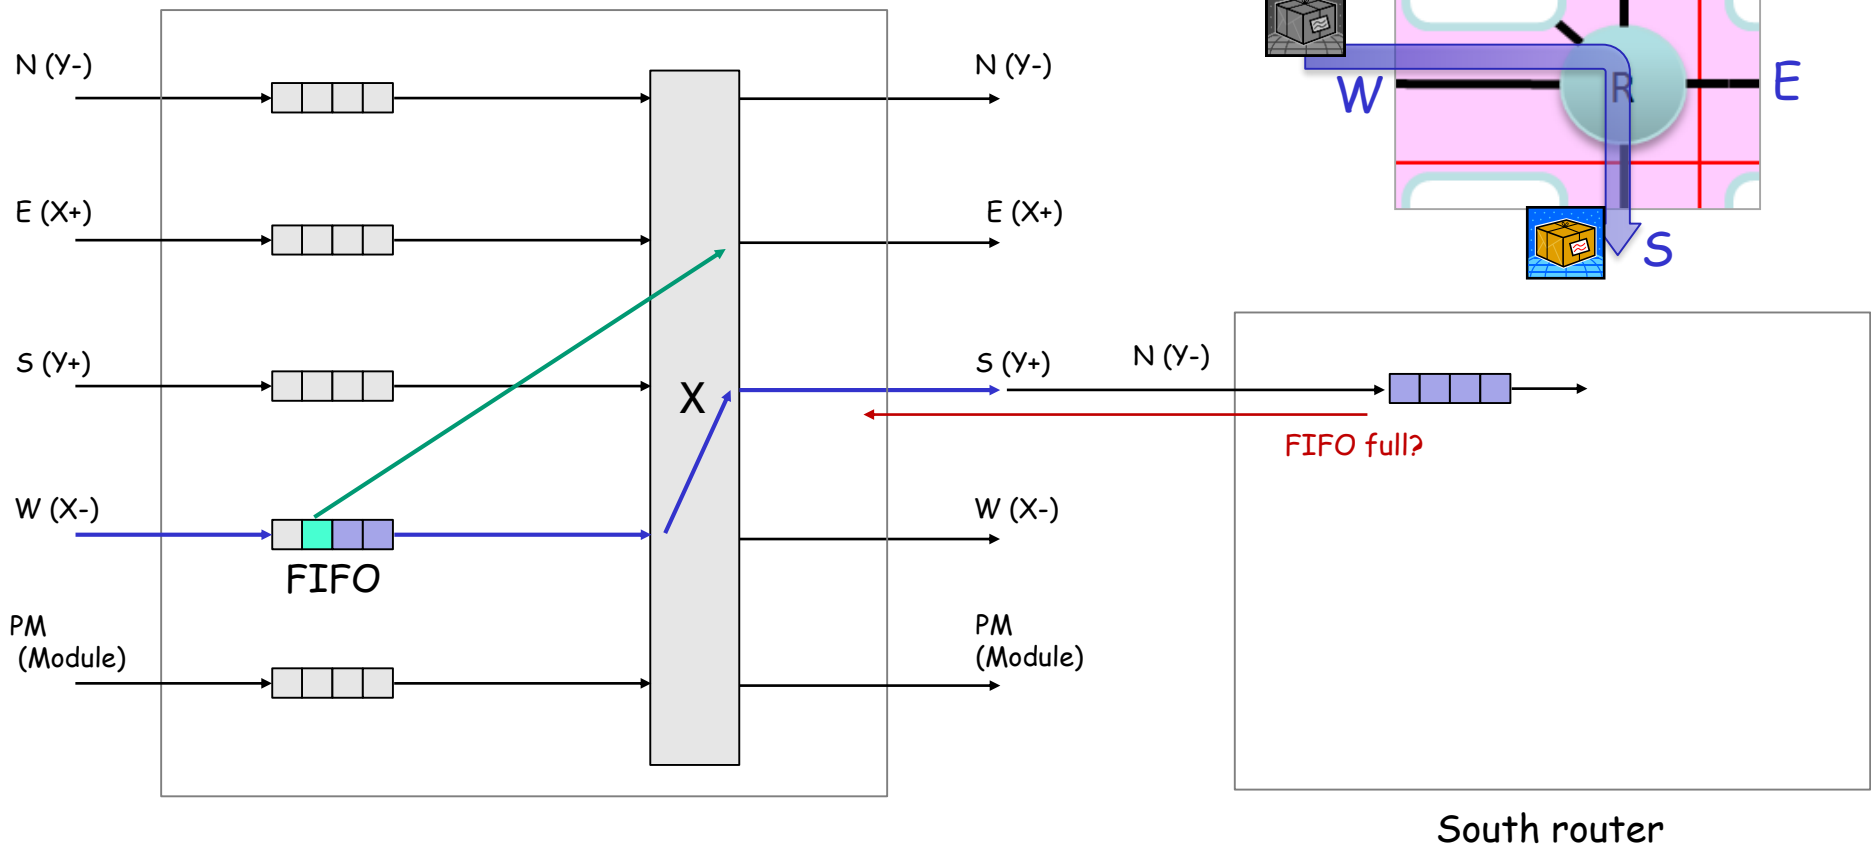 N (Y-)
N (Y-)
W
R
E
E (X+)
E (X+)
S
S (Y+)
X
S (Y+)
N (Y-)
FIFO full?
W (X-)
W (X-)
FIFO
PM
(Module)
PM
(Module)
South router